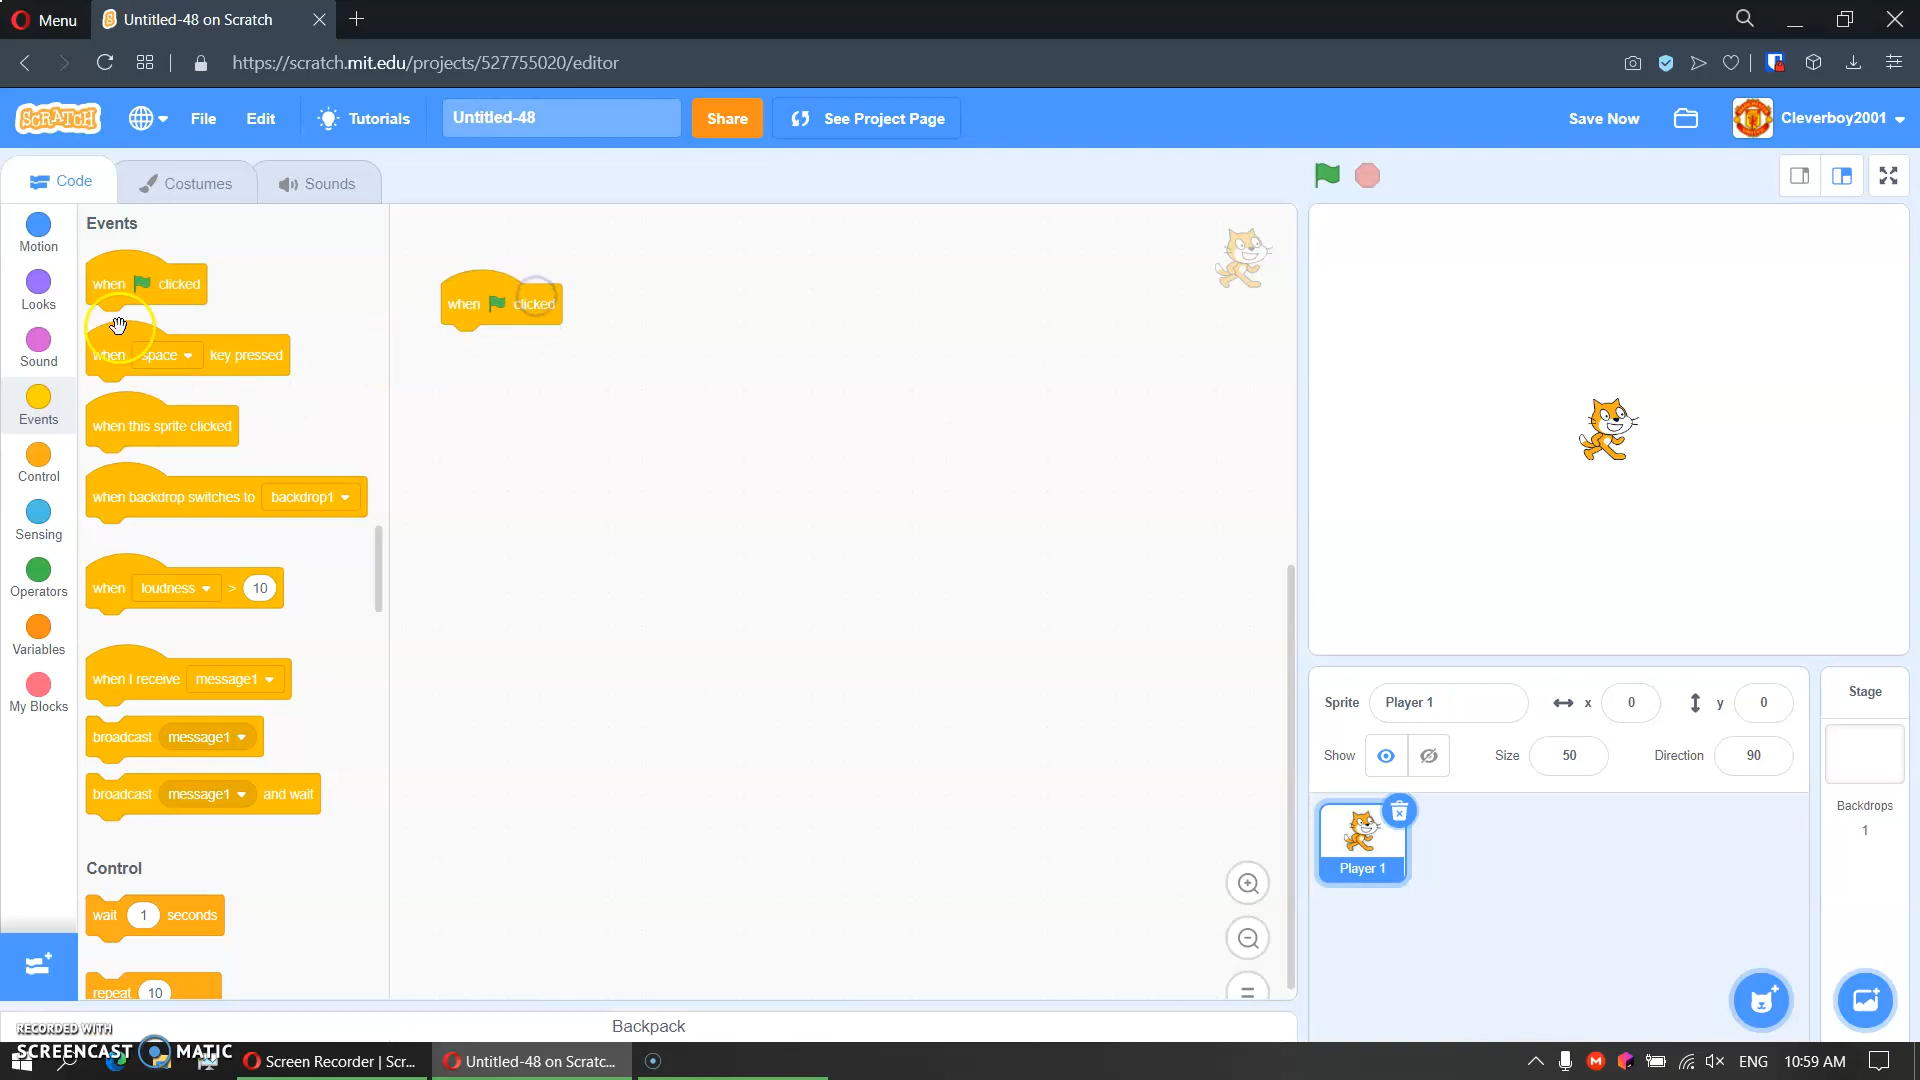 Menu
Untitled-48 on Scratch
https://scratch.mit.edu/projects/527755020/editor
SCRATCH
File
Edit
Tutorials
Untitled-48
Share
See Project Page
Save Now
Cleverboy2001
Code
Costumes
Sounds
Motion
Looks
Sound
Events
Control
Sensing
Operators
Variables
My Blocks
Events
when clicked
when space key pressed
when this sprite clicked
when backdrop switches to backdrop1
when loudness > 10
when I receive message1
broadcast message1
broadcast message1 and wait
Control
wait 1 seconds
repeat 10
when clicked
Sprite Player 1 x 0 y 0
Show Size 50 Direction 90
Player 1
Stage
Backdrops
1
Backpack
RECORDED WITH
SCREENCAST MATIC
Screen Recorder | Scr...
Untitled-48 on Scratc...
ENG 10:59 AM